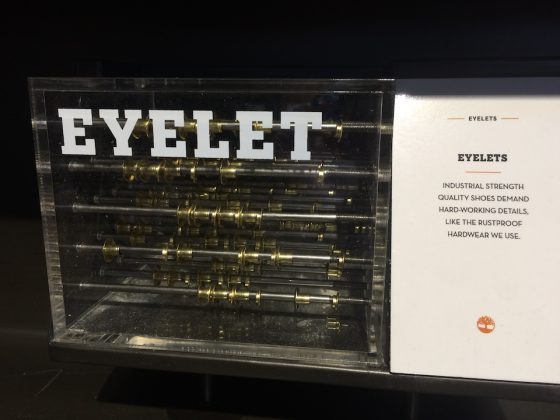 EYELET
EYELETS
EYELETS
INDUSTRIAL STRENGTH
QUALITY SHOES DEMAND
HARD-WORKING DETAILS,
LIKE THE RUSTPROOF
HARDWEAR WE USE.